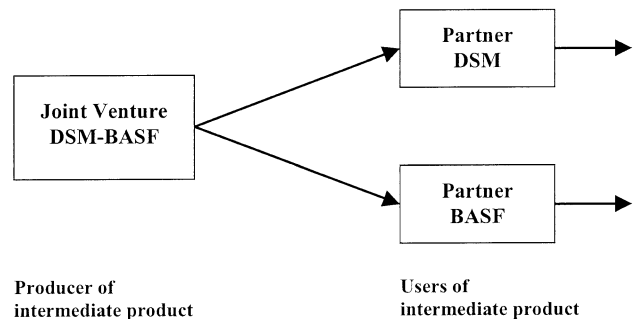 Joint Venture
DSM-BASF
Partner
DSM
Partner
BASF
Producer of
intermediate product
Users of
intermediate product